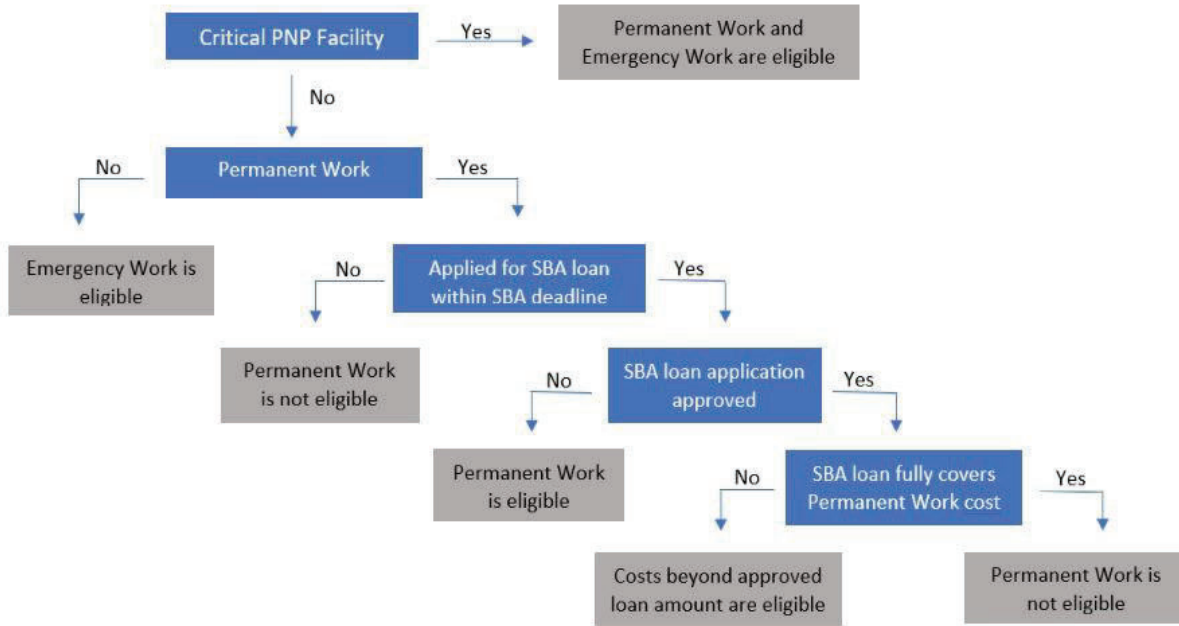 Critical PNP Facility
Yes
Permanent Work and
Emergency Work are eligible
No
No
Permanent Work
Yes
Emergency Work is
eligible
No
Applied for SBA loan
within SBA deadline
Yes
Permanent Work
is not eligible
No
SBA loan application
approved
Yes
Permanent Work
is eligible
No
SBA loan fully covers
Permanent Work cost
Yes
Costs beyond approved
loan amount are eligible
Permanent Work is
not eligible